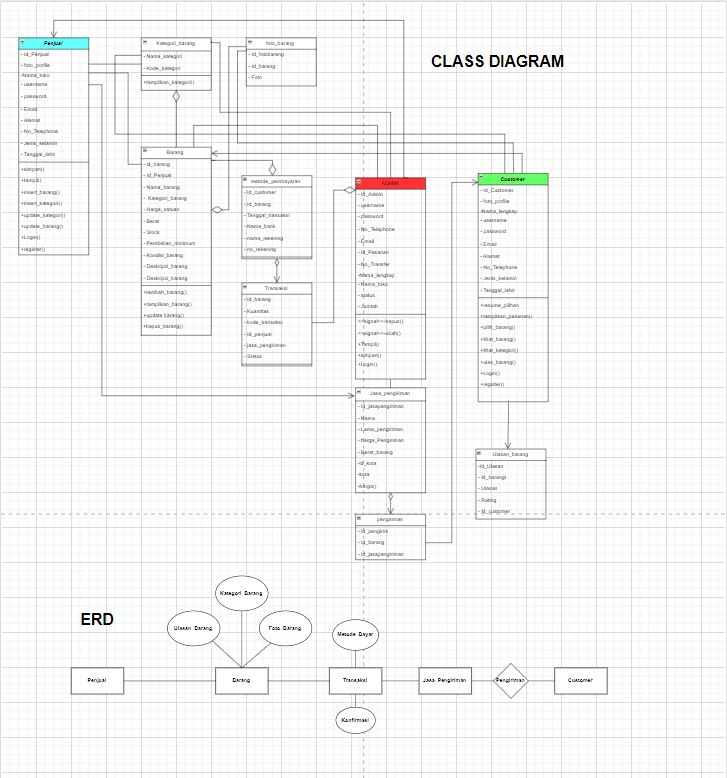 CLASS DIAGRAM
Penjual
- Id_Penjual
- foto_profile
-Nama_toko
- username
- password
- Email
- Alamat
- No_Telephone
- Jenis_kelamin
- Tanggal_lahir
+simpan()
+tampil()
+insert_barang()
+insert_kategori()
+update_kategori()
+update_barang()
+Login()
+register()
Kategori_barang
- Nama_kategori
- Kode_kategori
+tampilkan_kategori()
foto_barang
- Id_fotobarang
- Id_barang
- Foto
Barang
- id_barang
- Id_Penjual
- Nama_barang
- Kategori_barang
- Harga_satuan
- Berat
- Stock
- Pembelian_minimum
- Kondisi_barang
- Deskripsi_barang
- Deskripsi_barang
+tambah_barang()
+tampilkan_barang()
+update_barang()
+hapus_barang()
metode_pembayaran
- id_customer
- id_barang
- Tanggal_transaksi
- Nama_bank
- nama_rekening
- no_rekening
Transaksi
- Id_barang
- Kuantitas
- kode_transaksi
- id_penjual
- jasa_pengiriman
- Status
ADMIN
- Id_Admin
- username
- password
- No_Telephone
- Email
- Id_Pesanan
- No_Transfer
-Nama_lengkap
- Nama_toko
- status
- Jumlah
+<signal>>-hapus()
+<signal>>-ubah()
+Tampil()
+simpan()
+Login()
Customer
- Id_Customer
- foto_profile
-Nama_lengkap
- username
- password
- Email
- Alamat
- No_Telephone
- Jenis_kelamin
- Tanggal_lahir
+resume_pilihan
+tampilkan_pesanah()
+pilih_barang()
+lihat_barang()
+lihat_kategori()
+ulas_barang()
+Login()
+register()
Jasa_pengiriman
- Id_jasapengiriman
- Nama
- Lama_pengiriman
- Harga_Pengiriman
- Berat_barang
-id_kota
-kota
-harga()
Ulasan_barang
-Id_Ulasan
- Id_barangi
- Ulasan
- Rating
- id_customer
pengiriman
- Id_pengirim
- Id_barang
- Id_jasapengiriman
ERD
Kategori Barang
Ulasan Barang
Foto Barang
Metode Bayar
Penjual
Barang
Transaksi
Jasa Pengiriman
Pengiriman
Customer
Konfirmasi